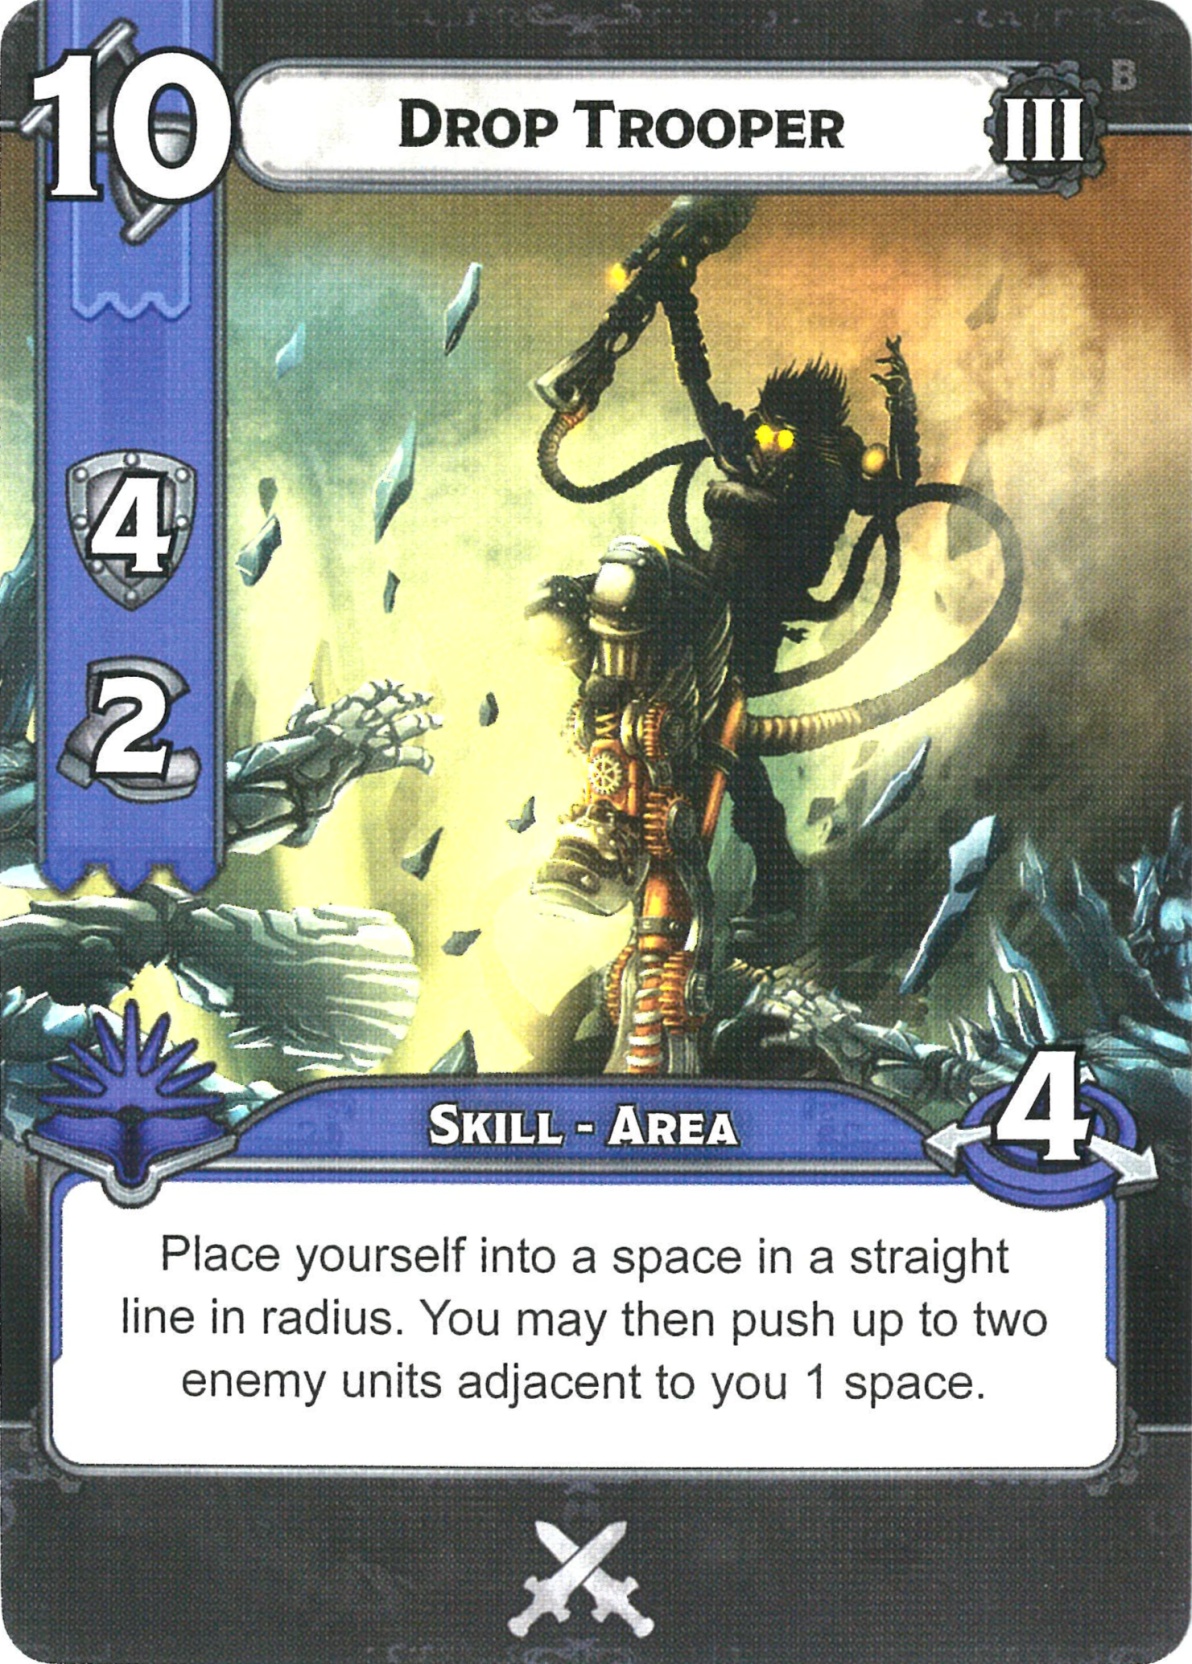 10
DROP TROOPER
III
B
4
2
SKILL - AREA
4
Place yourself into a space in a straight
line in radius. You may then push up to two
enemy units adjacent to you 1 space.